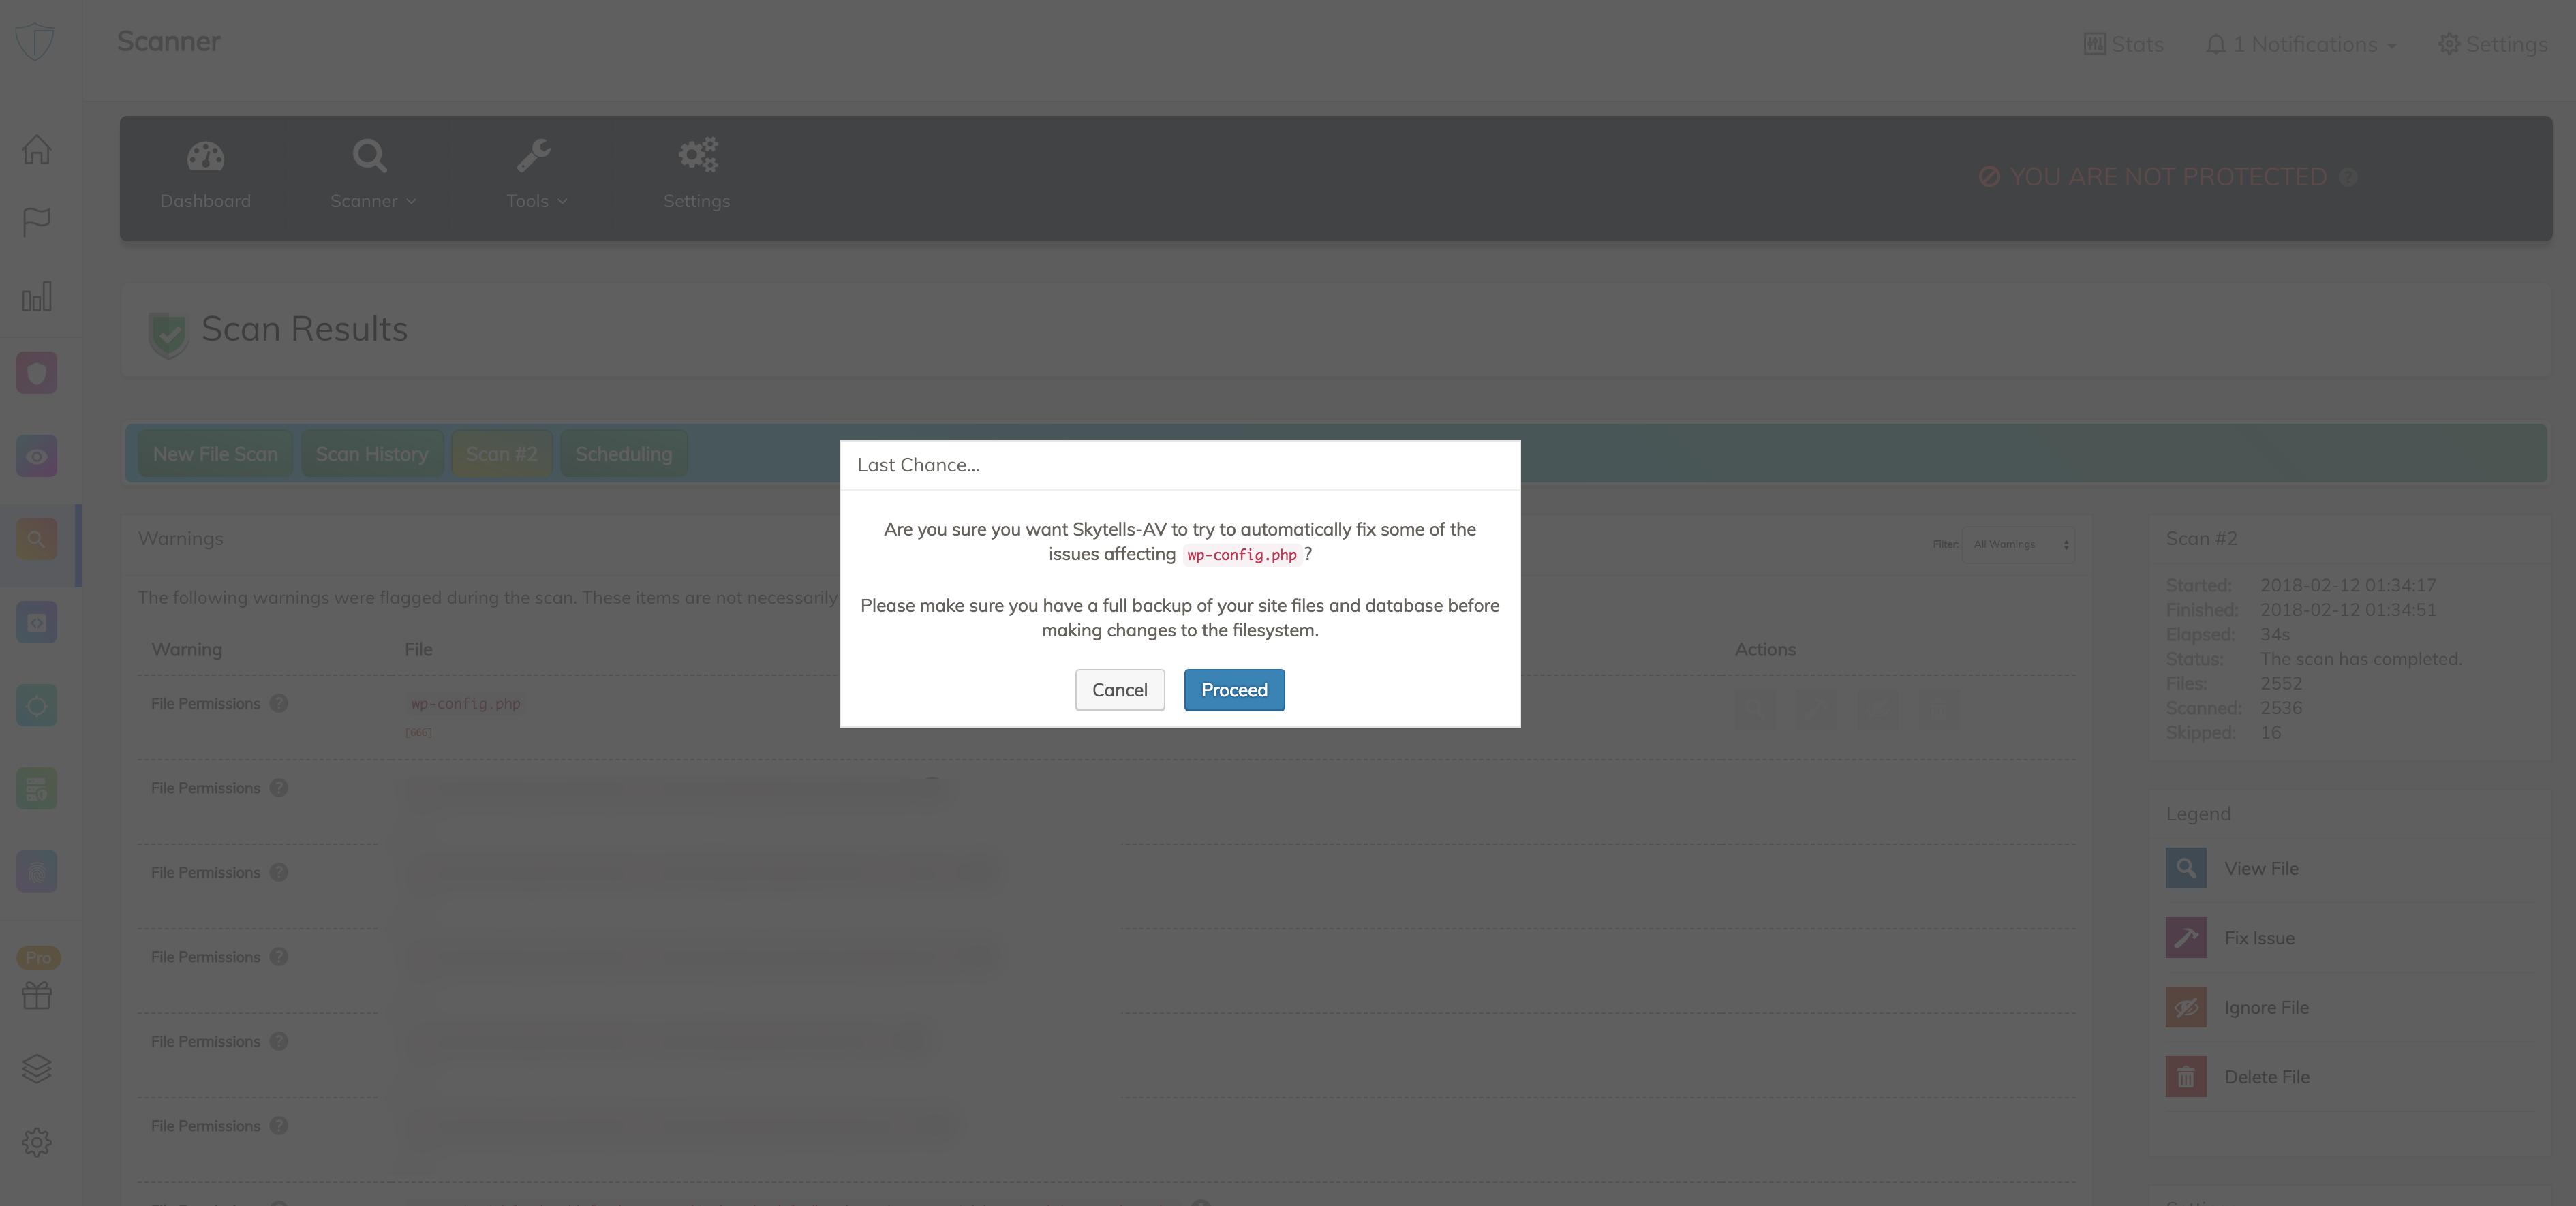 Scanner
Stats
1 Notifications
Settings
Dashboard
Scanner
Tools
Settings
YOU ARE NOT PROTECTED
Scan Results
New File Scan
Scan History
Scan #2
Scheduling
Last Chance...
Are you sure you want Skytells-AV to try to automatically fix some of the
issues affecting wp-config.php ?
Please make sure you have a full backup of your site files and database before
making changes to the filesystem.
Cancel
Proceed
Warnings
Filter: All Warnings
The following warnings were flagged during the scan. These items are not necessarily
Warning
File
Actions
File Permissions ?
wp-config.php
[666]
File Permissions ?
File Permissions ?
File Permissions ?
File Permissions ?
File Permissions ?
Scan #2
Started: 2018-02-12 01:34:17
Finished: 2018-02-12 01:34:51
Elapsed: 34s
Status: The scan has completed.
Files: 2552
Scanned: 2536
Skipped: 16
Legend
View File
Fix Issue
Ignore File
Delete File
Pro